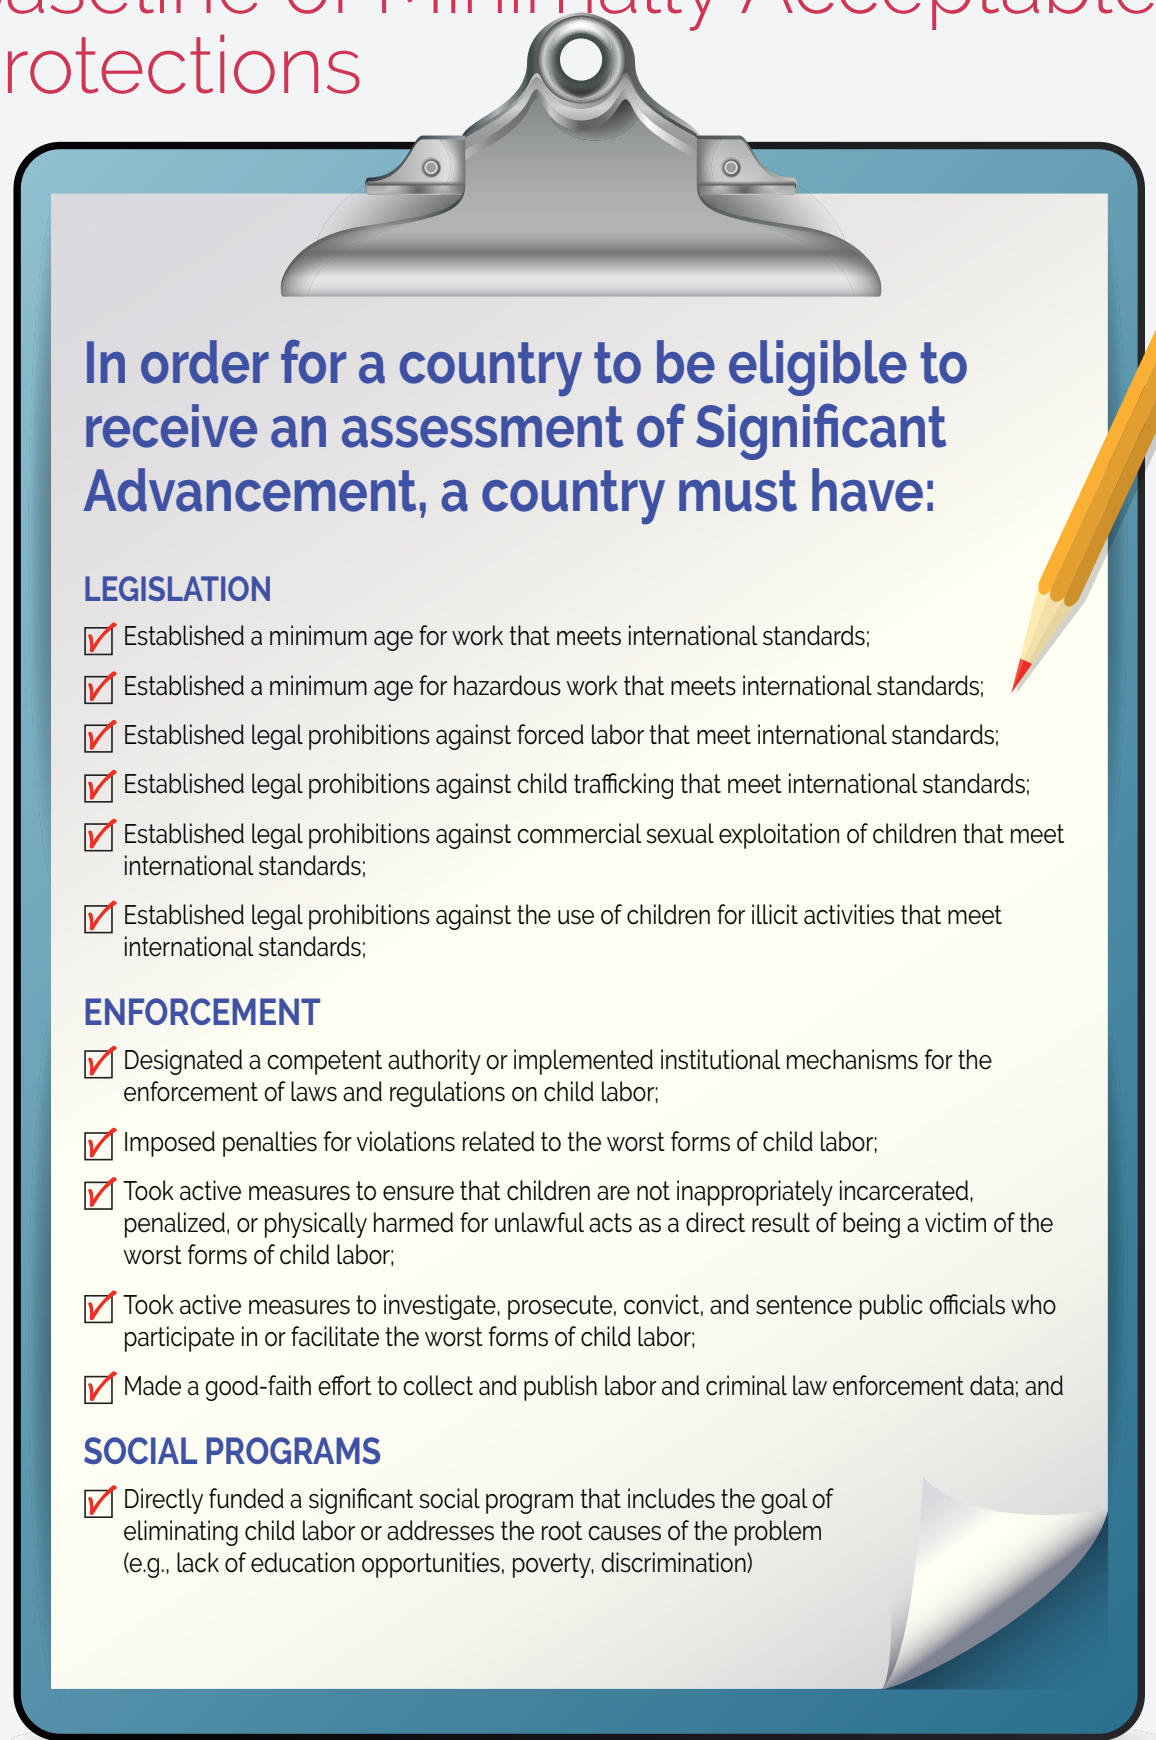 of Minimally Acceptable
rotections
In order for a country to be eligible to
receive an assessment of Significant
Advancement, a country must have:
LEGISLATION
Established a minimum age for work that meets international standards;
Established a minimum age for hazardous work that meets international standards;
Established legal prohibitions against forced labor that meet international standards;
Established legal prohibitions against child trafficking that meet international standards;
Established legal prohibitions against commercial sexual exploitation of children that meet
international standards;
Established legal prohibitions against the use of children for illicit activities that meet
international standards;
ENFORCEMENT
Designated a competent authority or implemented institutional mechanisms for the
enforcement of laws and regulations on child labor;
Imposed penalties for violations related to the worst forms of child labor;
Took active measures to ensure that children are not inappropriately incarcerated,
penalized, or physically harmed for unlawful acts as a direct result of being a victim of the
worst forms of child labor;
Took active measures to investigate, prosecute, convict, and sentence public officials who
participate in or facilitate the worst forms of child labor;
Made a good-faith effort to collect and publish labor and criminal law enforcement data; and
SOCIAL PROGRAMS
Directly funded a significant social program that includes the goal of
eliminating child labor or addresses the root causes of the problem
(e.g., lack of education opportunities, poverty, discrimination)